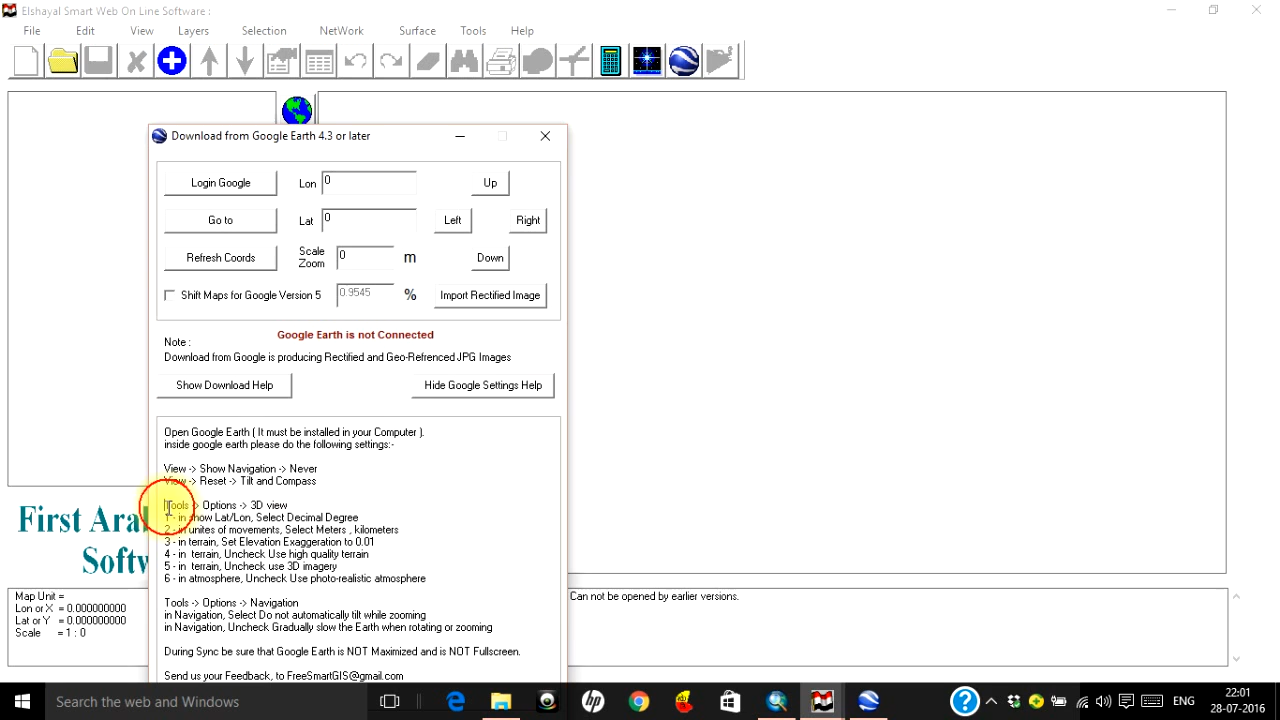 Elshayal Smart Web On Line Software :
File Edit View Layers Selection NetWork Surface Tools Help
Download from Google Earth 4.3 or later
Login Google Lon 0 Up
Go to Lat 0 Left Right
Refresh Coords Scale Zoom 0 m Down
Shift Maps for Google Version 5 0.9545 % Import Rectified Image
Google Earth is not Connected
Note :
Download from Google is producing Rectified and Geo-Refrenced JPG Images
Show Download Help Hide Google Settings Help
Open Google Earth ( It must be installed in your Computer ).
inside google earth please do the following settings:-
View -> Show Navigation -> Never
View -> Reset -> Tilt and Compass
Tools -> Options -> 3D view
1 - in show Lat/Lon, Select Decimal Degree
2 - in unites of movements, Select Meters , kilometers
3 - in terrain, Set Elevation Exaggeration to 0.01
4 - in terrain, Uncheck Use high quality terrain
5 - in terrain, Uncheck use 3D imagery
6 - in atmosphere, Uncheck Use photo-realistic atmosphere
Tools -> Options -> Navigation
in Navigation, Select Do not automatically tilt while zooming
in Navigation, Uncheck Gradually slow the Earth when rotating or zooming
During Sync be sure that Google Earth is NOT Maximized and is NOT Fullscreen.
Send us your Feedback, to FreeSmartGIS@gmail.com
First Arab
Softw
Map Unit =
Lon or X = 0.000000000
Lat or Y = 0.000000000
Scale = 1 : 0
Can not be opened by earlier versions.
Search the web and Windows
ENG
22:01
28-07-2016